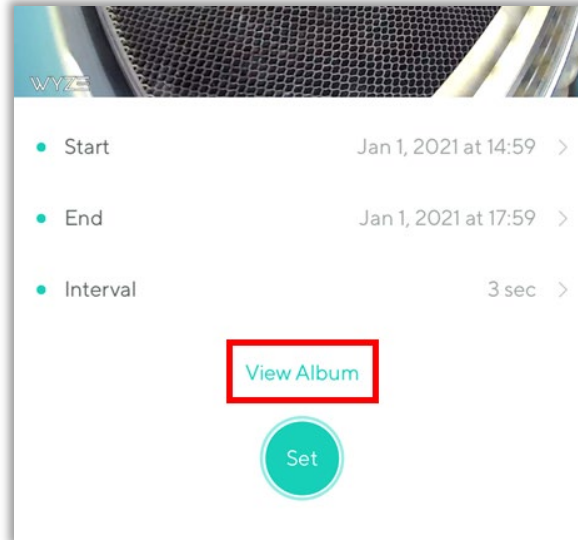 WYZE
Start Jan 1, 2021 at 14:59 >
End Jan 1, 2021 at 17:59 >
Interval 3 sec >
View Album
Set